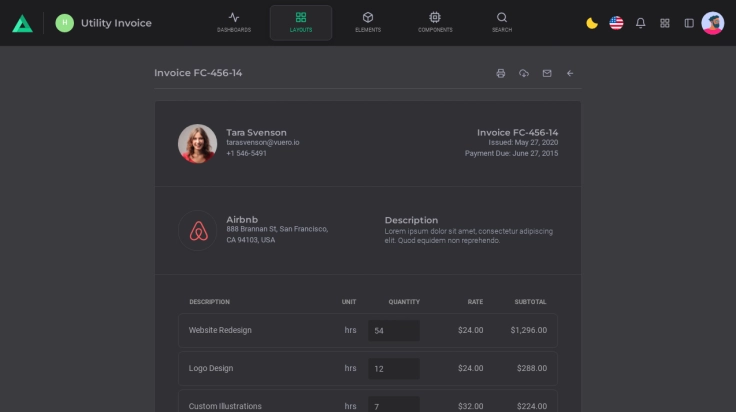 H Utility Invoice
DASHBOARDS LAYOUTS ELEMENTS COMPONENTS SEARCH
Invoice FC-456-14
Tara Svenson
tarasvenson@vuero.io
+1 546-5491
Invoice FC-456-14
Issued: May 27, 2020
Payment Due: June 27, 2015
Airbnb
888 Brannan St, San Francisco,
CA 94103, USA
Description
Lorem ipsum dolor sit amet, consectetur adipiscing
elit. Quod equidem non reprehendo.
DESCRIPTION UNIT QUANTITY RATE SUBTOTAL
Website Redesign hrs 54 $24.00 $1,296.00
Logo Design hrs 12 $24.00 $288.00
Custom Illustrations hrs 7 $32.00 $224.00